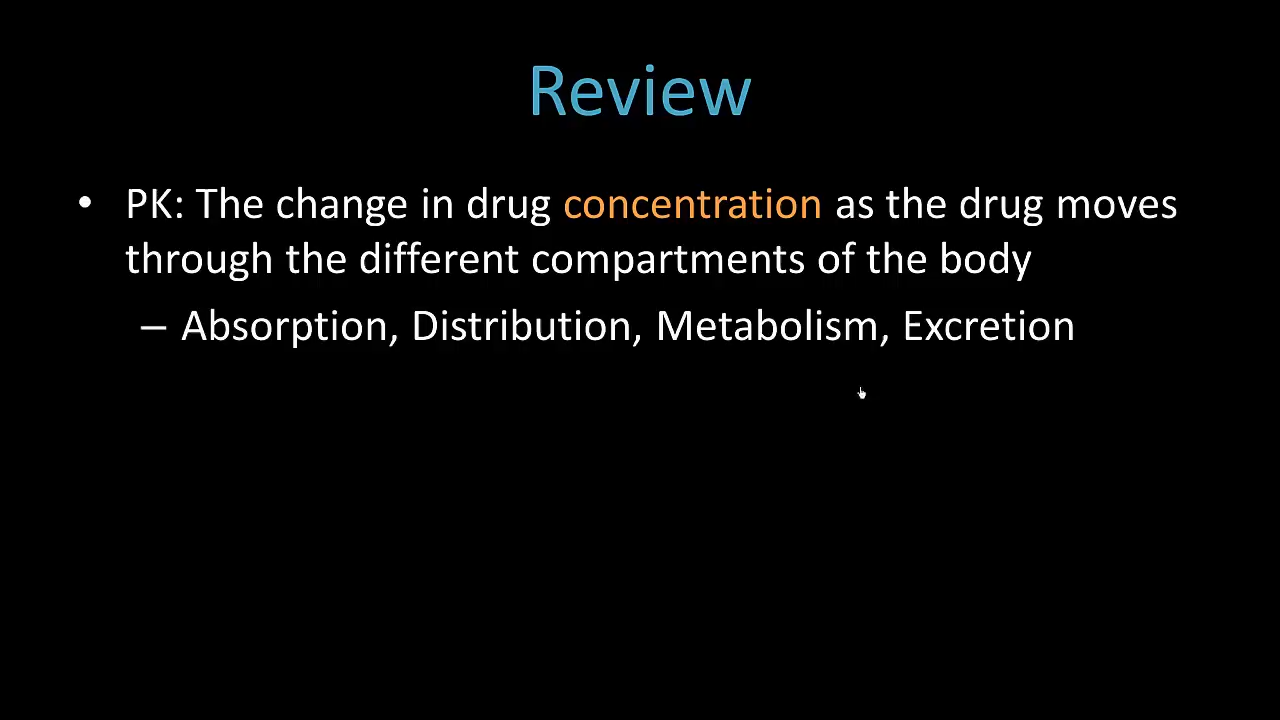 Review
• PK: The change in drug concentration as the drug moves
through the different compartments of the body
– Absorption, Distribution, Metabolism, Excretion